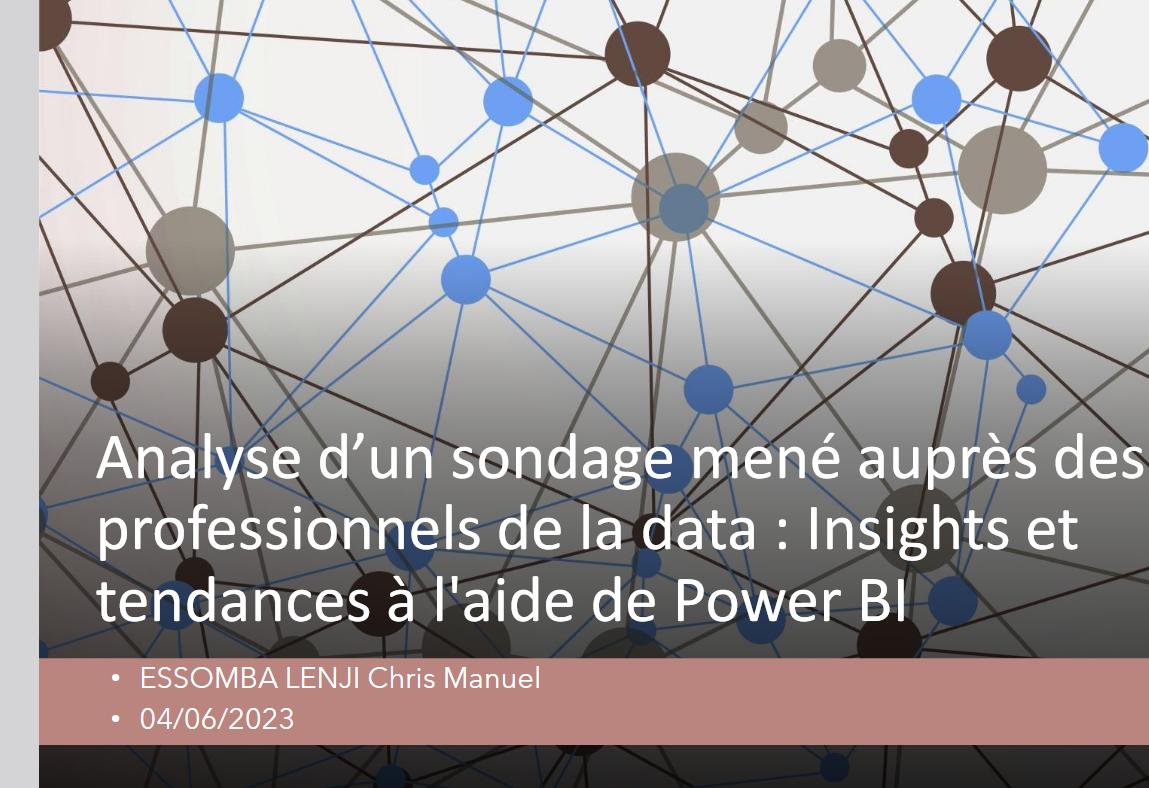 Analyse d’un sondage mené auprès des
professionnels de la data : Insights et
tendances à l'aide de Power BI
• ESSOMBA LENJI Chris Manuel
• 04/06/2023